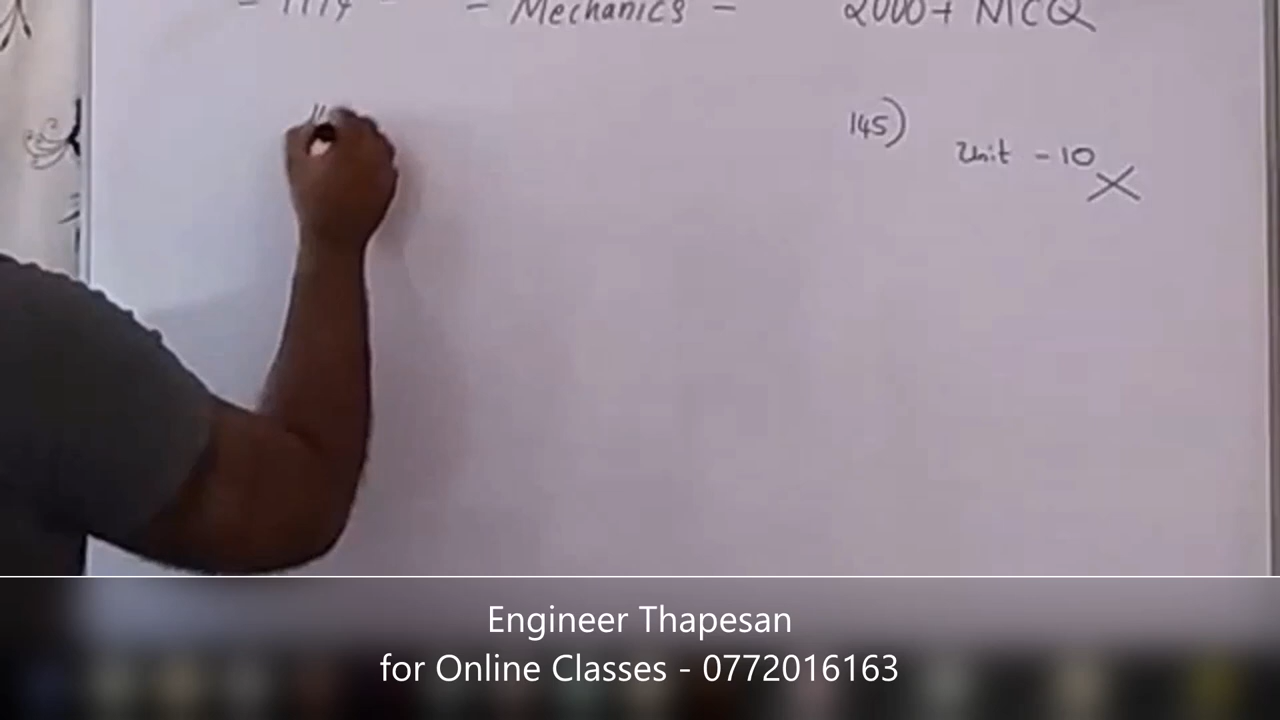 - Mechanics - 2000+ MCQ
145)
Unit - 10
Engineer Thapesan
for Online Classes - 0772016163